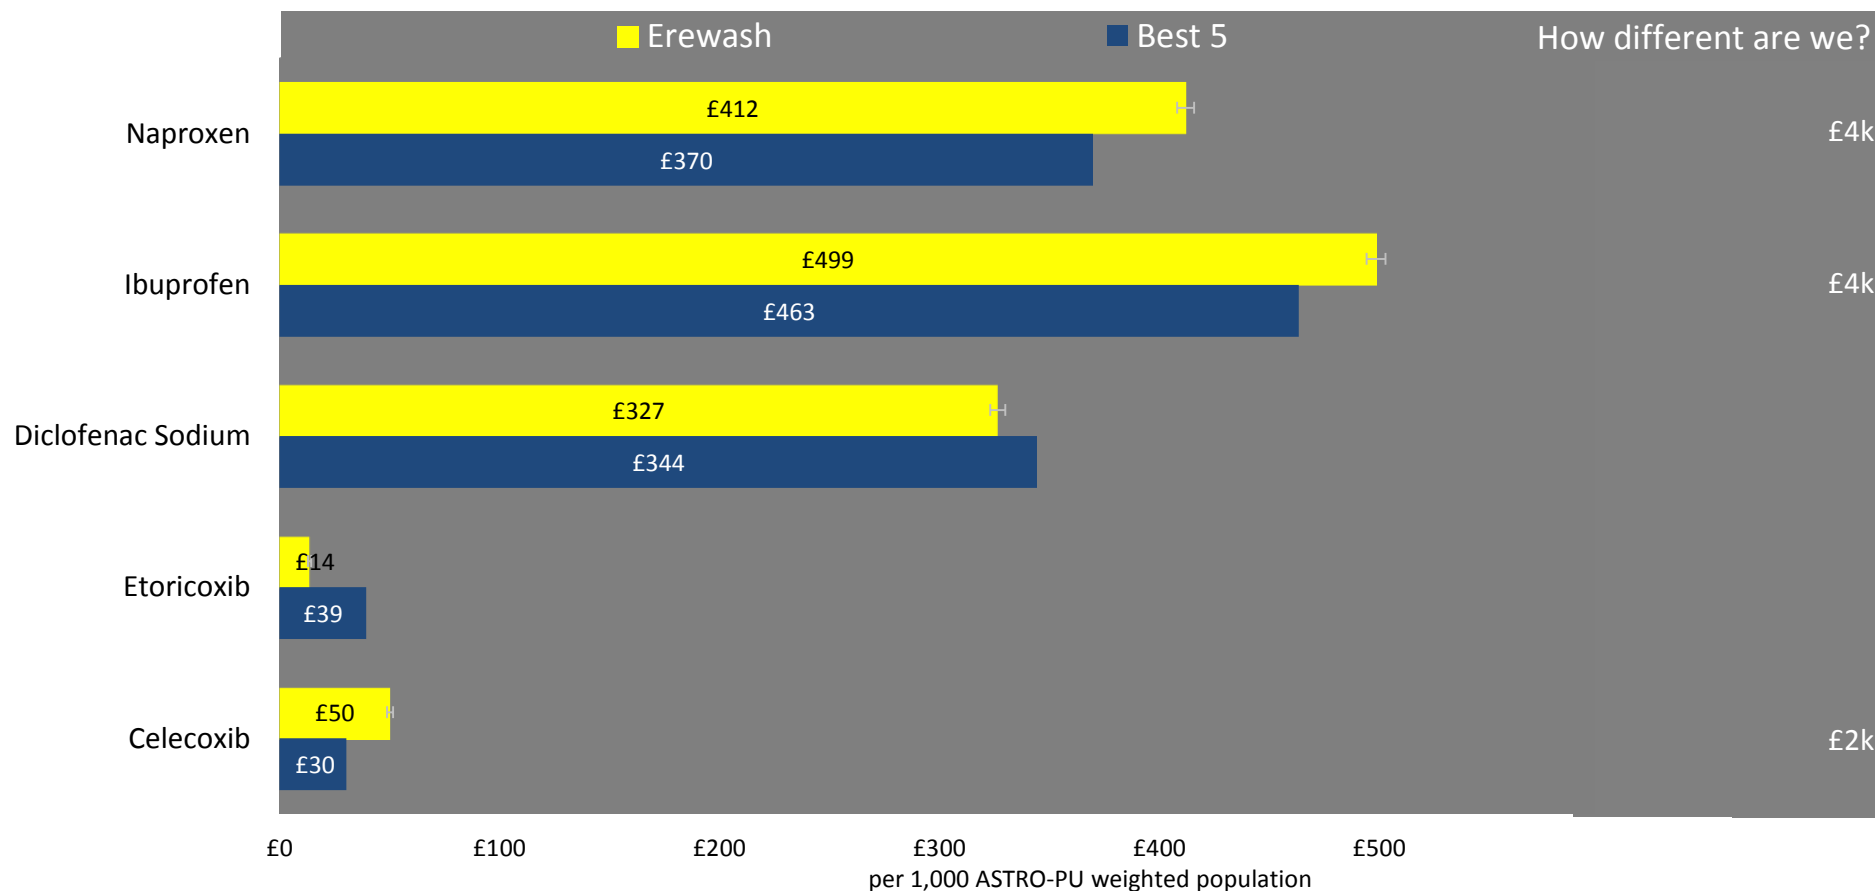 Erewash Best 5 How different are we?
Naproxen £412 £370 £4k
Ibuprofen £499 £463 £4k
Diclofenac Sodium £327 £344
Etoricoxib £14 £39
Celecoxib £50 £30 £2k
£0 £100 £200 £300 £400 £500
per 1,000 ASTRO-PU weighted population